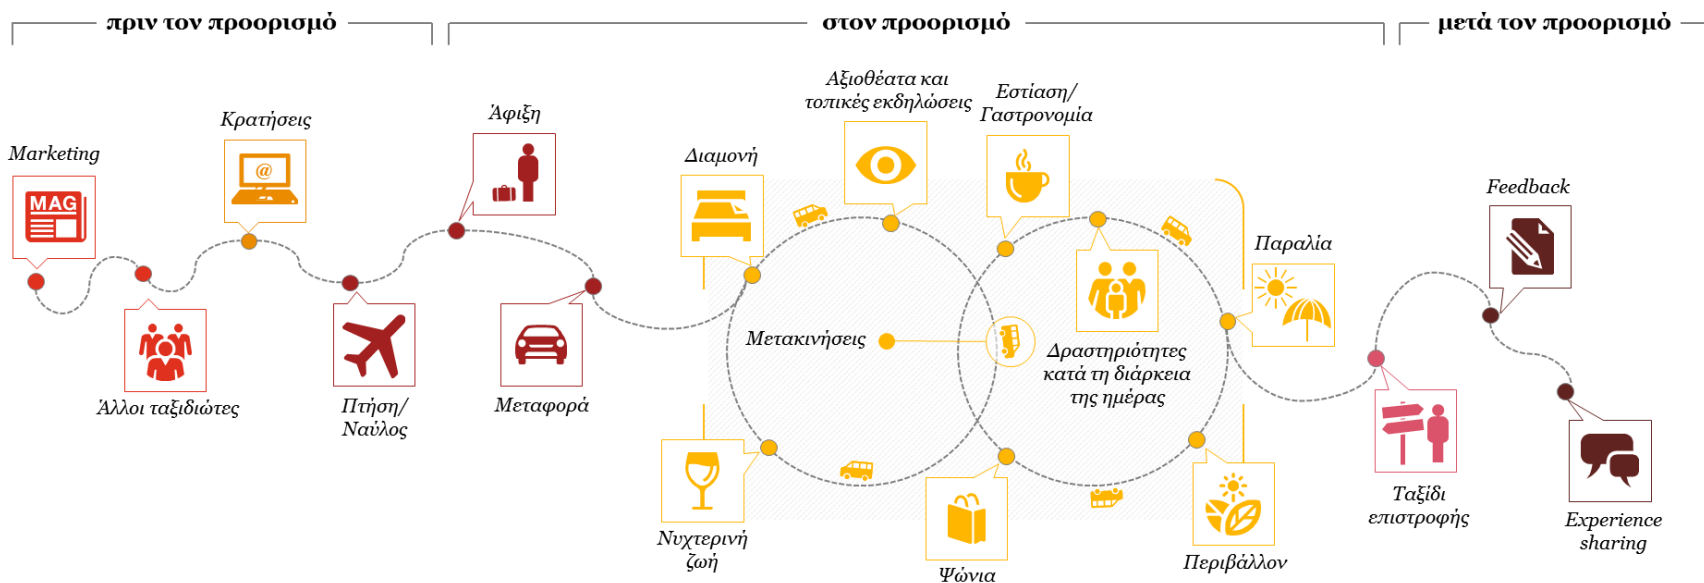 πριν τον προορισμό
στον προορισμό
μετά τον προορισμό
Marketing
MAG
Άλλοι ταξιδιώτες
Κρατήσεις
@
Πτήση/
Ναύλος
Άφιξη
Μεταφορά
Διαμονή
Αξιοθέατα και
τοπικές εκδηλώσεις
Εστίαση/
Γαστρονομία
Μετακινήσεις
Δραστηριότητες
κατά τη διάρκεια
της ημέρας
Παραλία
Νυχτερινή
ζωή
Ψώνια
Περιβάλλον
Ταξίδι
επιστροφής
Feedback
Experience
sharing